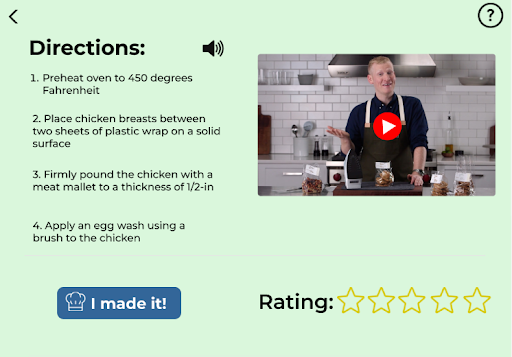 ?
Directions:
1. Preheat oven to 450 degrees
Fahrenheit
2. Place chicken breasts between
two sheets of plastic wrap on a solid
surface
3. Firmly pound the chicken with a
meat mallet to a thickness of 1/2-in
4. Apply an egg wash using a
brush to the chicken
I made it!
Rating: